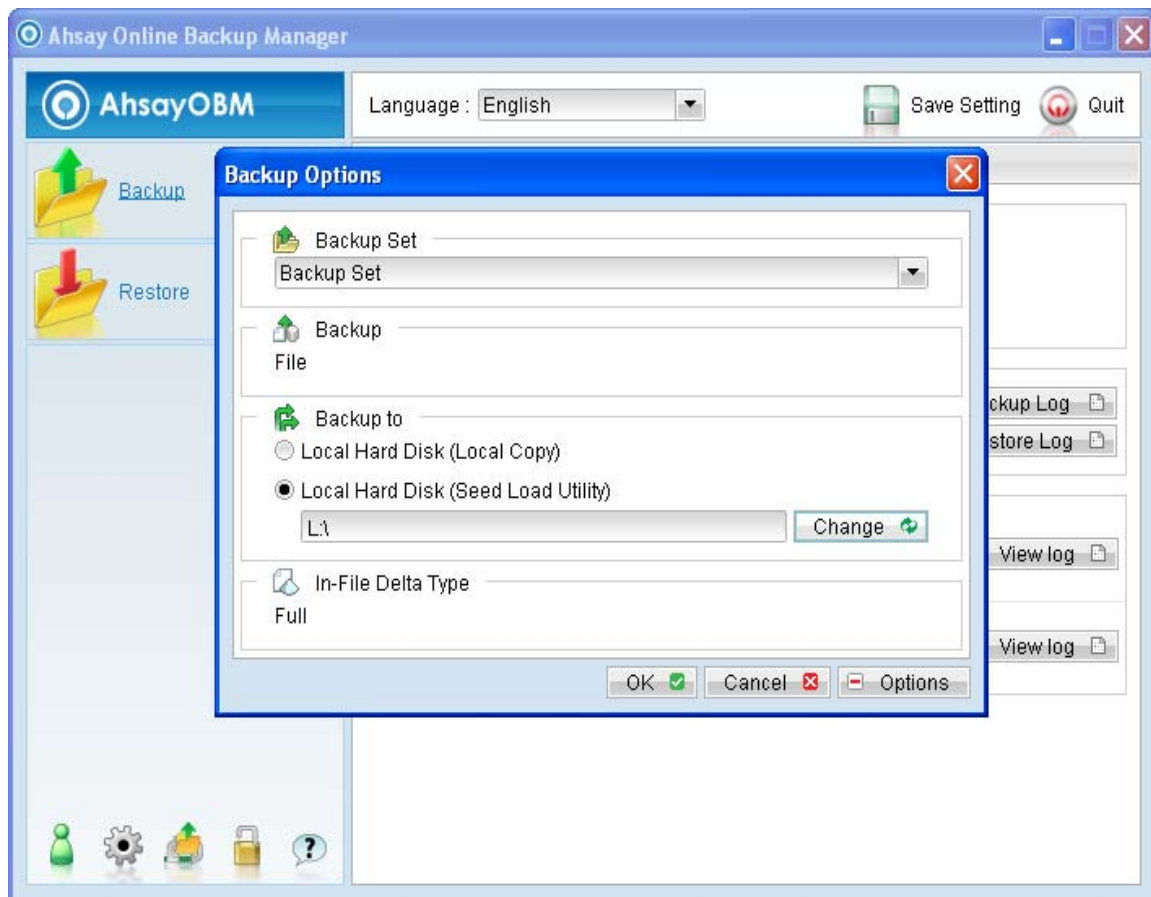 Ahsay Online Backup Manager
AhsayOBM
Language : English
Save Setting
Quit
Backup
Restore
Backup Options
Backup Set
Backup Set
Backup
File
Backup to
Local Hard Disk (Local Copy)
Local Hard Disk (Seed Load Utility)
L:\
Change
In-File Delta Type
Full
OK
Cancel
Options
ckup Log
store Log
View log
View log